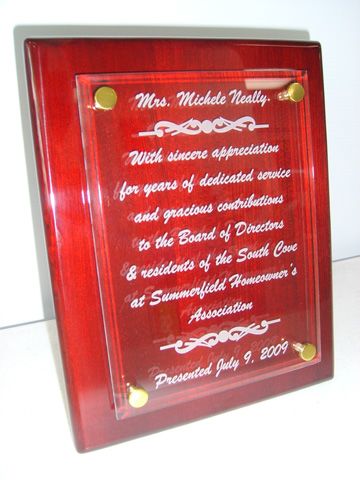 Mrs. Michele Neally.
With sincere appreciation
for years of dedicated service
and gracious contributions
to the Board of Directors
& residents of the South Cove
at Summerfield Homeowner's
Association
Presented July 9, 2009